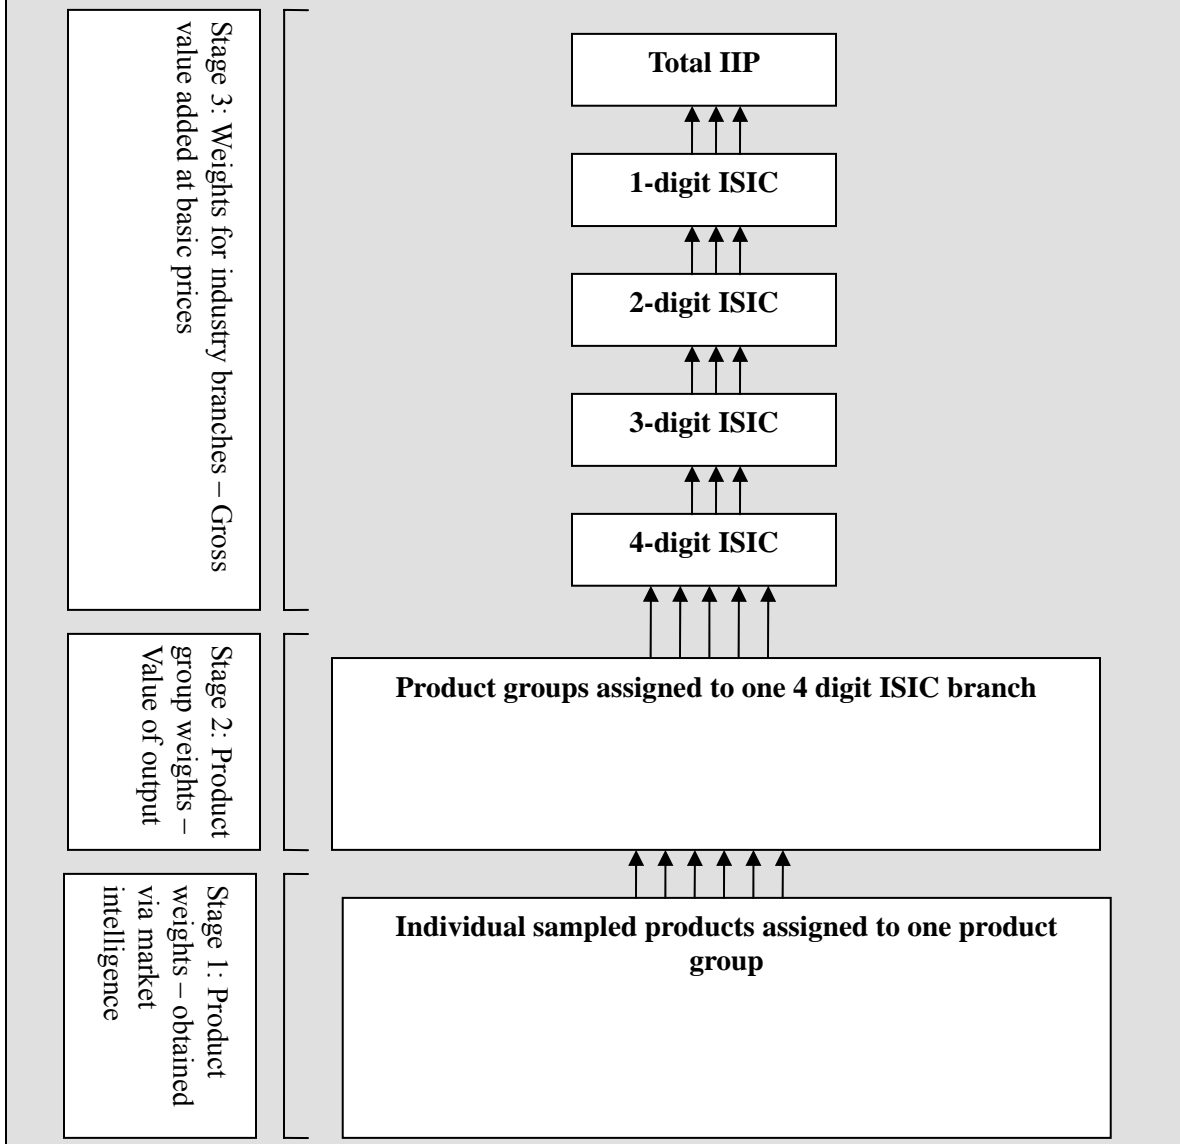 Stage 3: Weights for industry branches – Gross
value added at basic prices
Total IIP
1-digit ISIC
2-digit ISIC
3-digit ISIC
4-digit ISIC
Stage 2: Product
group weights –
Value of output
Product groups assigned to one 4 digit ISIC branch
Stage 1: Product
weights – obtained
via market
intelligence
Individual sampled products assigned to one product
group